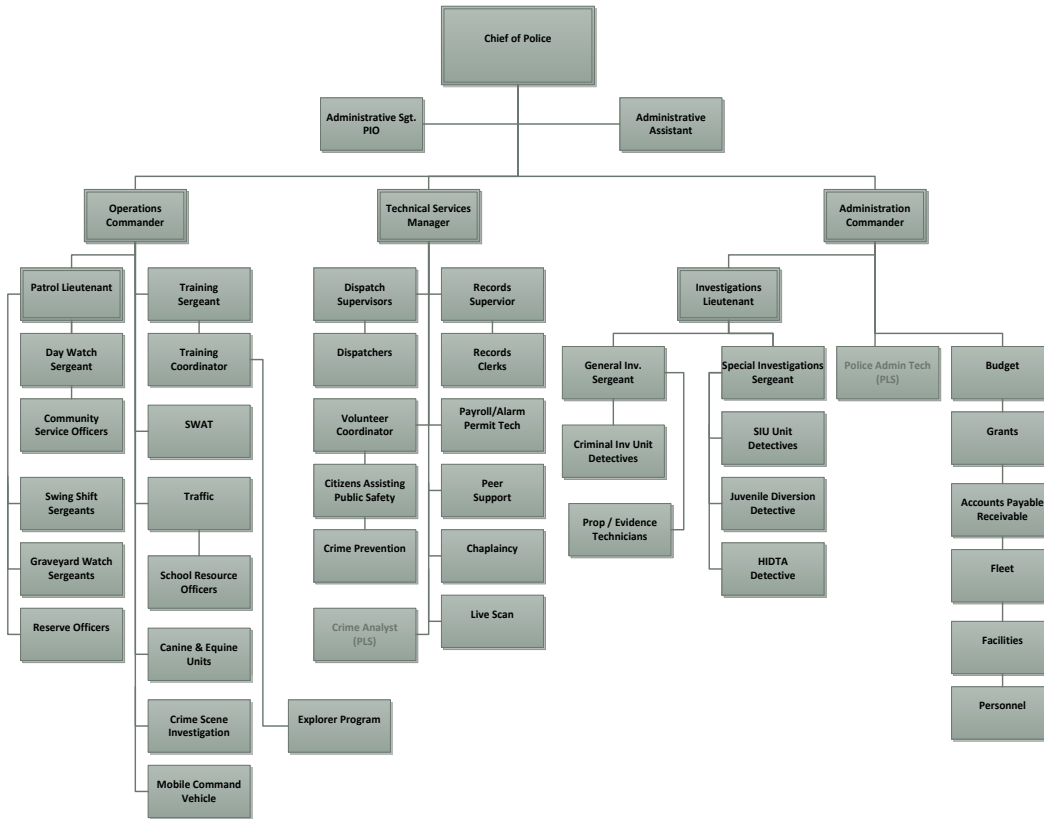 Chief of Police
Administrative Sgt.
PIO
Administrative
Assistant
Operations
Commander
Technical Services
Manager
Administration
Commander
Patrol Lieutenant
Training
Sergeant
Dispatch
Supervisors
Records
Supervior
Investigations
Lieutenant
Day Watch
Sergeant
Training
Coordinator
Dispatchers
Records
Clerks
General Inv.
Sergeant
Special Investigations
Sergeant
Police Admin Tech
(PLS)
Budget
Community
Service Officers
SWAT
Volunteer
Coordinator
Payroll/Alarm
Permit Tech
Criminal Inv Unit
Detectives
SIU Unit
Detectives
Grants
Swing Shift
Sergeants
Traffic
Citizens Assisting
Public Safety
Peer
Support
Prop / Evidence
Technicians
Juvenile Diversion
Detective
Accounts Payable
Receivable
Graveyard Watch
Sergeants
School Resource
Officers
Crime Prevention
Chaplaincy
HIDTA
Detective
Fleet
Reserve Officers
Canine & Equine
Units
Crime Analyst
(PLS)
Live Scan
Facilities
Crime Scene
Investigation
Explorer Program
Personnel
Mobile Command
Vehicle